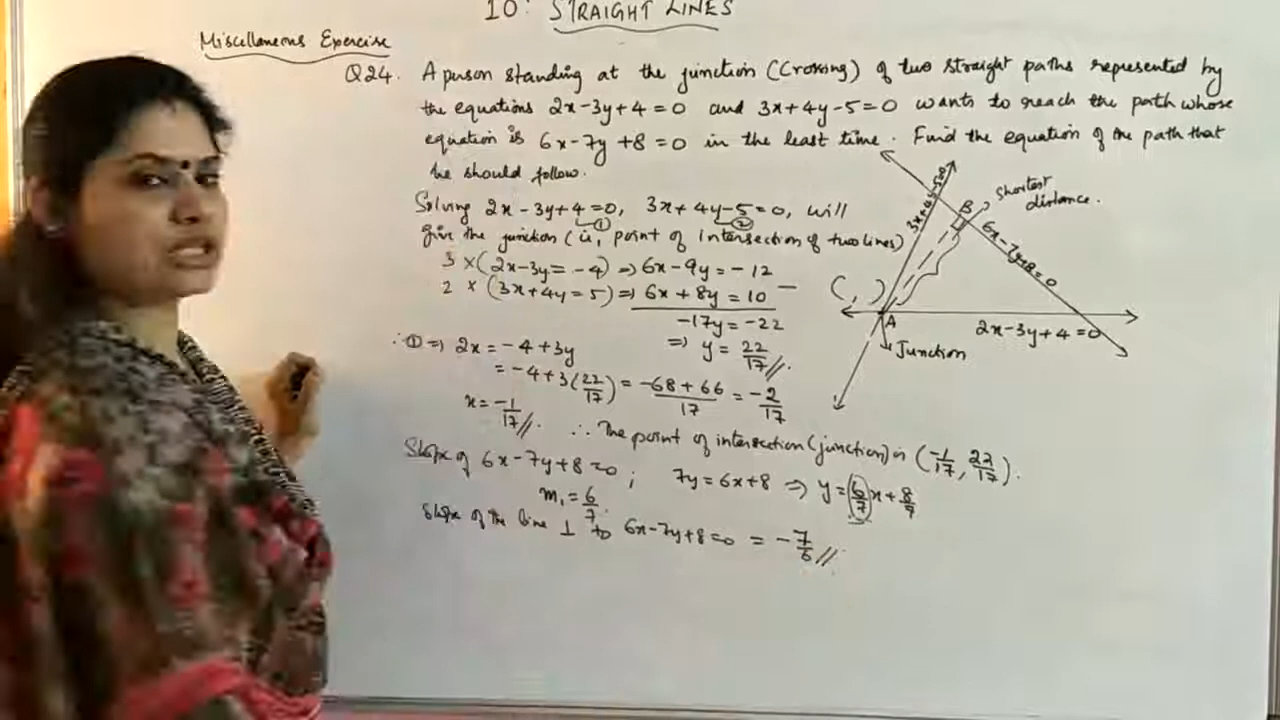 10: STRAIGHT LINES
Miscellaneous Exercise
Q24. A person standing at the junction (Crossing) of two straight paths represented by
the equations 2x-3y+4=0 and 3x+4y-5=0 wants to reach the path whose
equation is 6x-7y+8=0 in the least time. Find the equation of the path that
he should follow.
Solving 2x-3y+4=0, 3x+4y-5=0, will
① ②
give the junction (ie, point of intersection of two lines)
3 ×(2x-3y=-4) ⇒ 6x-9y=-12
2 ×(3x+4y=5) ⇒ 6x+8y=10 —
-17y=-22
⇒ y=22/17//.
∴ ① ⇒ 2x=-4+3y
=-4+3(22/17) = -68+66/17 = -2/17
x=-1/17//.
∴ The point of intersection (junction) is (-1/17, 22/17).
Slope of 6x-7y+8=0; 7y=6x+8 ⇒ y=6/7x+8/7
m₁=6/7.
Slope of the line ⊥ to 6x-7y+8=0 = -7/6//.
3x+4y-5=0
B
Shortest
distance.
6x-7y+8=0
( , )
A
2x-3y+4=0
Junction